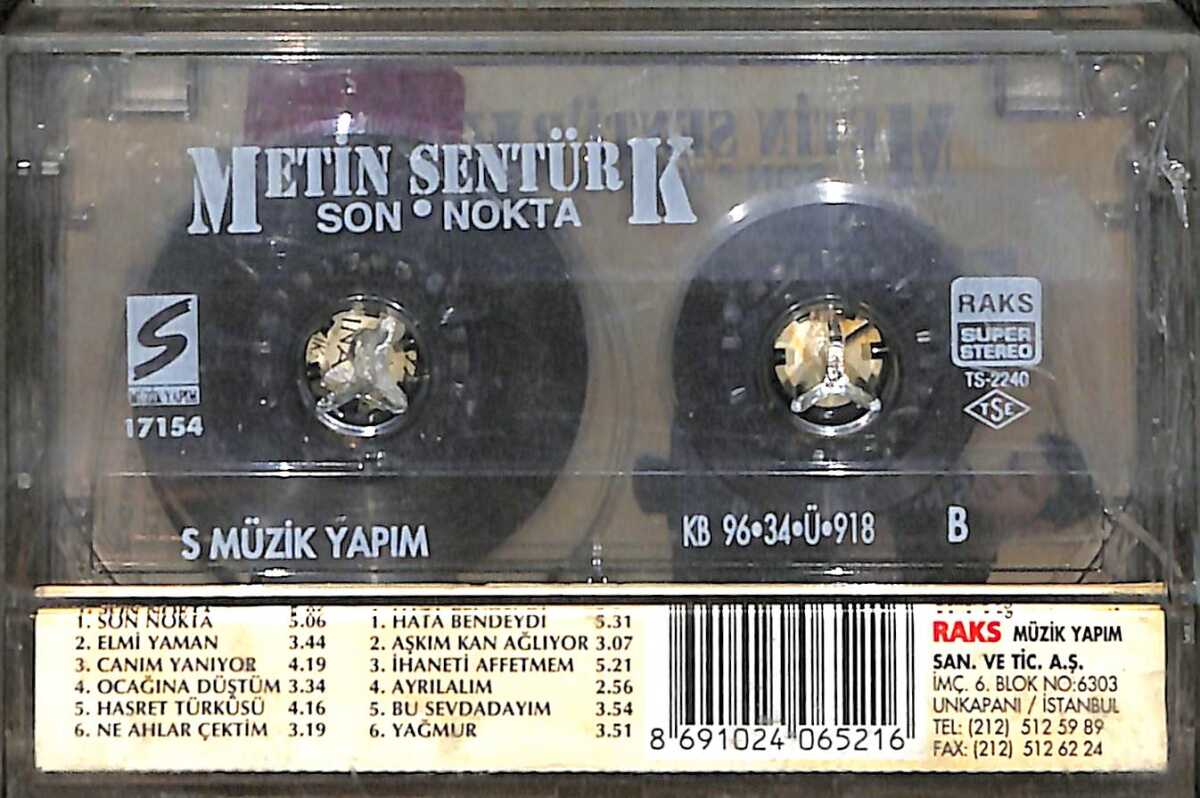 METİN SENTÜRK
SON • NOKTA
S
MÜZİK YAPIM
17154
RAKS
SUPER
STEREO
TS-2240
TSE
S MÜZİK YAPIM
KB 96•34•Ü•918
B
1. SON NOKTA 5.06
2. ELMI YAMAN 3.44
3. CANIM YANIYOR 4.19
4. OCAĞINA DÜŞTÜM 3.34
5. HASRET TÜRKÜSÜ 4.16
6. NE AHLAR ÇEKTİM 3.19
1. HATA BENDEYDI 5.31
2. AŞKIM KAN AĞLIYOR 3.07
3. İHANETİ AFFETMEM 5.21
4. AYRILALIM 2.56
5. BU SEVDADAYIM 3.54
6. YAĞMUR 3.51
8 691024 065216
RAKS MÜZİK YAPIM
SAN. VE TİC. A.Ş.
İMÇ. 6. BLOK NO:6303
UNKAPANI / İSTANBUL
TEL: (212) 512 59 89
FAX: (212) 512 62 24